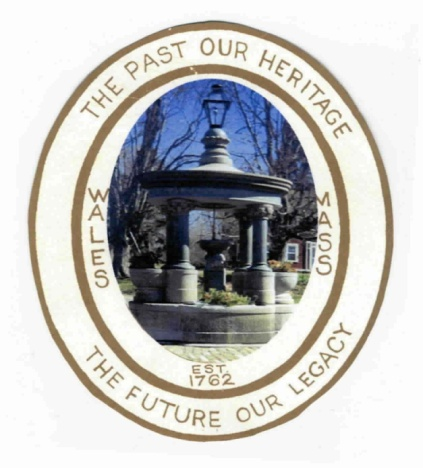 THE PAST OUR HERITAGE
WALES
MASS
EST.
1762
THE FUTURE OUR LEGACY